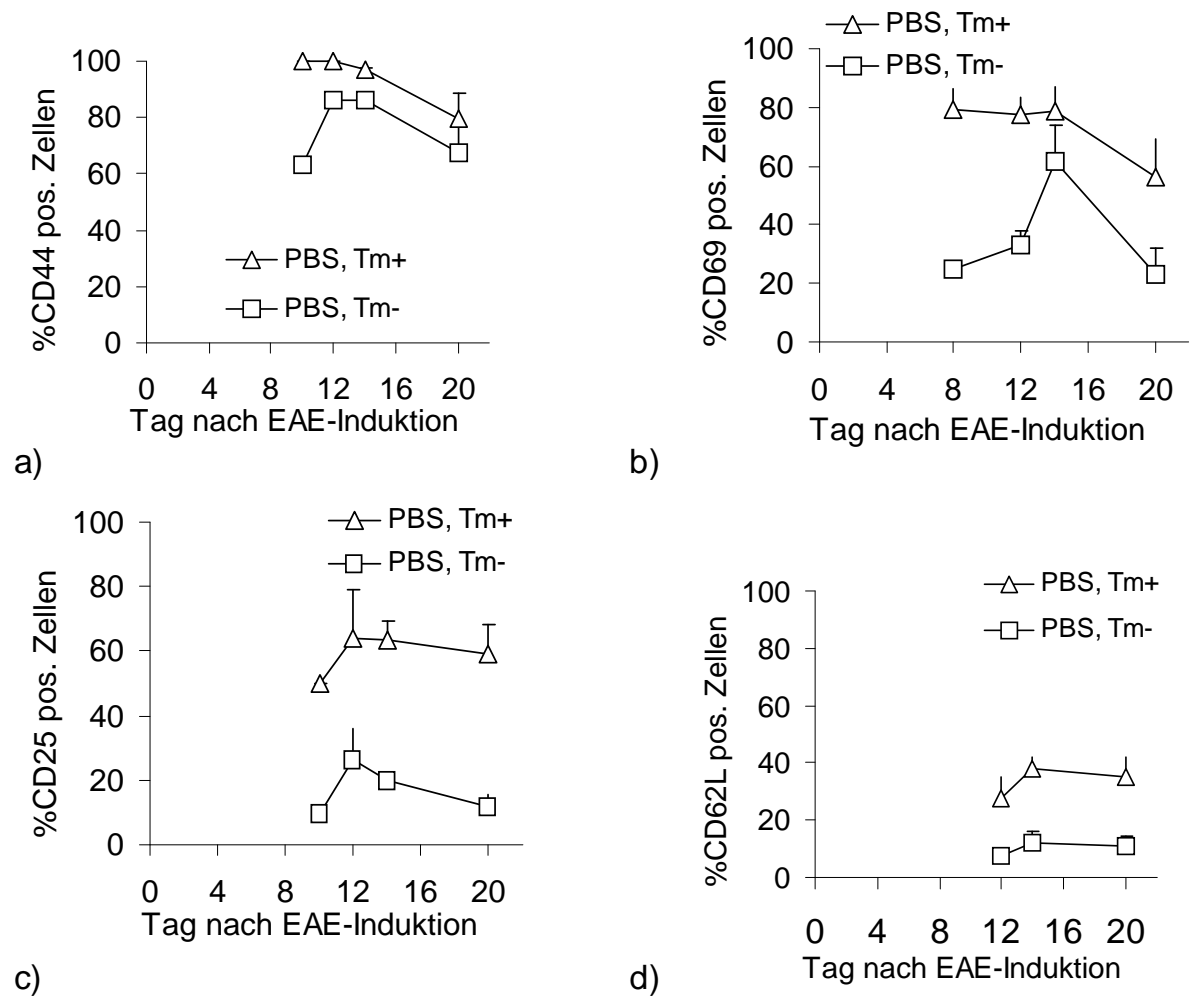 PBS, Tm+
PBS, Tm-
%CD44 pos. Zellen
100
80
60
40
20
0
0 4 8 12 16 20
Tag nach EAE-Induktion
a)
PBS, Tm+
PBS, Tm-
%CD69 pos. Zellen
100
80
60
40
20
0
0 4 8 12 16 20
Tag nach EAE-Induktion
b)
PBS, Tm+
PBS, Tm-
%CD25 pos. Zellen
100
80
60
40
20
0
0 4 8 12 16 20
Tag nach EAE-Induktion
c)
PBS, Tm+
PBS, Tm-
%CD62L pos. Zellen
100
80
60
40
20
0
0 4 8 12 16 20
Tag nach EAE-Induktion
d)